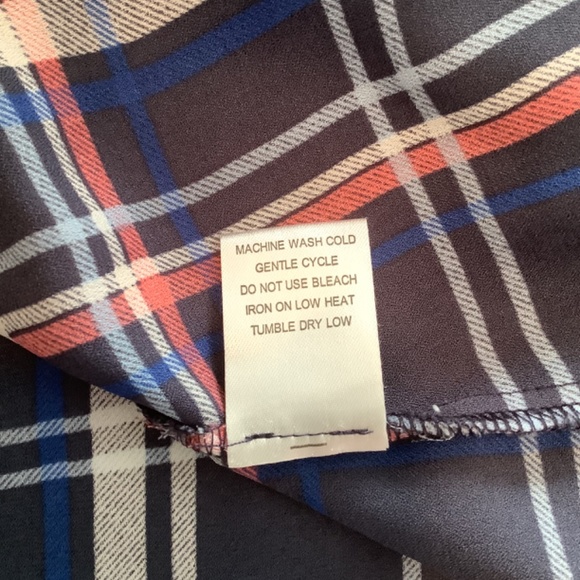 MACHINE WASH COLD
GENTLE CYCLE
DO NOT USE BLEACH
IRON ON LOW HEAT
TUMBLE DRY LOW